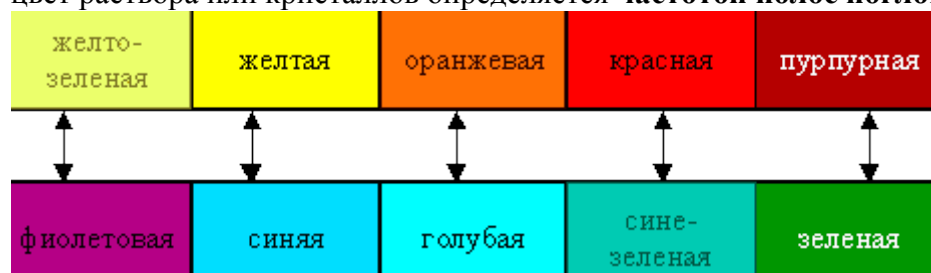 цвет раствора или кристаллов определяется частотой полос
желто-
зеленая
желтая
оранжевая
красная
пурпурная
фиолетовая
синяя
голубая
сине-
зеленая
зеленая